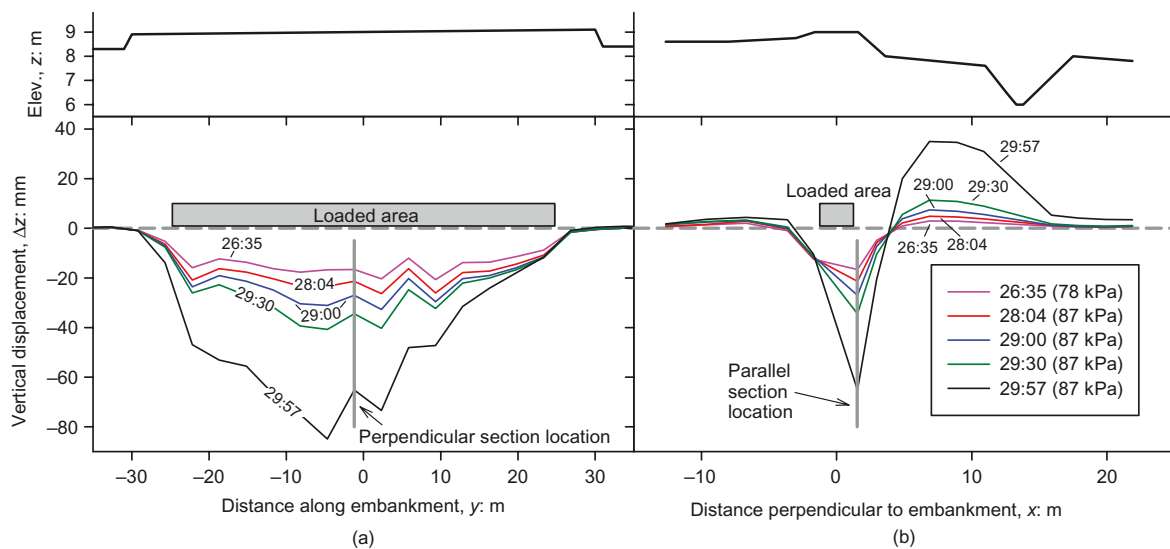 Elev., z: m
9
8
7
6
40
20
0
–20
–40
–60
–80
Vertical displacement, Δz: mm
Loaded area
26:35
28:04
29:00
29:30
29:57
Perpendicular section location
–30
–20
–10
0
10
20
30
Distance along embankment, y: m
(a)
Loaded area
29:57
29:00
29:30
26:35
28:04
Parallel
section
location
26:35 (78 kPa)
28:04 (87 kPa)
29:00 (87 kPa)
29:30 (87 kPa)
29:57 (87 kPa)
–10
0
10
20
Distance perpendicular to embankment, x: m
(b)